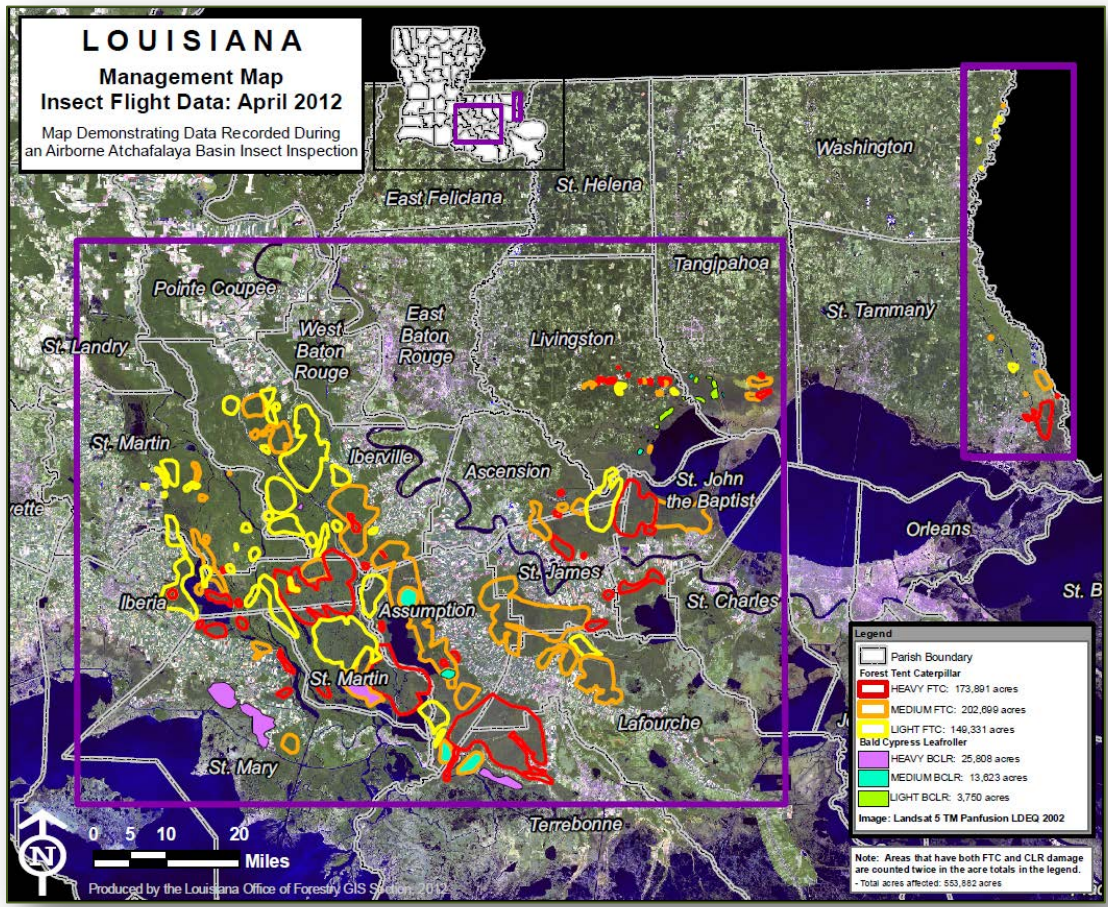 LOUISIANA
Management Map
Insect Flight Data: April 2012
Map Demonstrating Data Recorded During
an Airborne Atchafalaya Basin Insect Inspection
Washington
East Feliciana
St. Helena
Tangipahoa
Pointe Coupee
St. Tammany
West
Baton
Rouge
East
Baton
Rouge
Livingston
St. Landry
St. Martin
Iberville
Ascension
St. John
the Baptist
yette
Orleans
St. James
Iberia
Assumption
St. Charles
St. B
St. Martin
Lafourche
St. Mary
Terrebonne
Legend
Parish Boundary
Forest Tent Caterpillar
HEAVY FTC: 173,891 acres
MEDIUM FTC: 202,699 acres
LIGHT FTC: 149,331 acres
Bald Cypress Leafroller
HEAVY BCLR: 25,808 acres
MEDIUM BCLR: 13,623 acres
LIGHT BCLR: 3,750 acres
Image: Landsat 5 TM Panfusion LDEQ 2002
Note: Areas that have both FTC and CLR damage
are counted twice in the acre totals in the legend.
- Total acres affected: 553,882 acres
0 5 10 20
Miles
N
Produced by the Louisiana Office of Forestry GIS Section, 2012